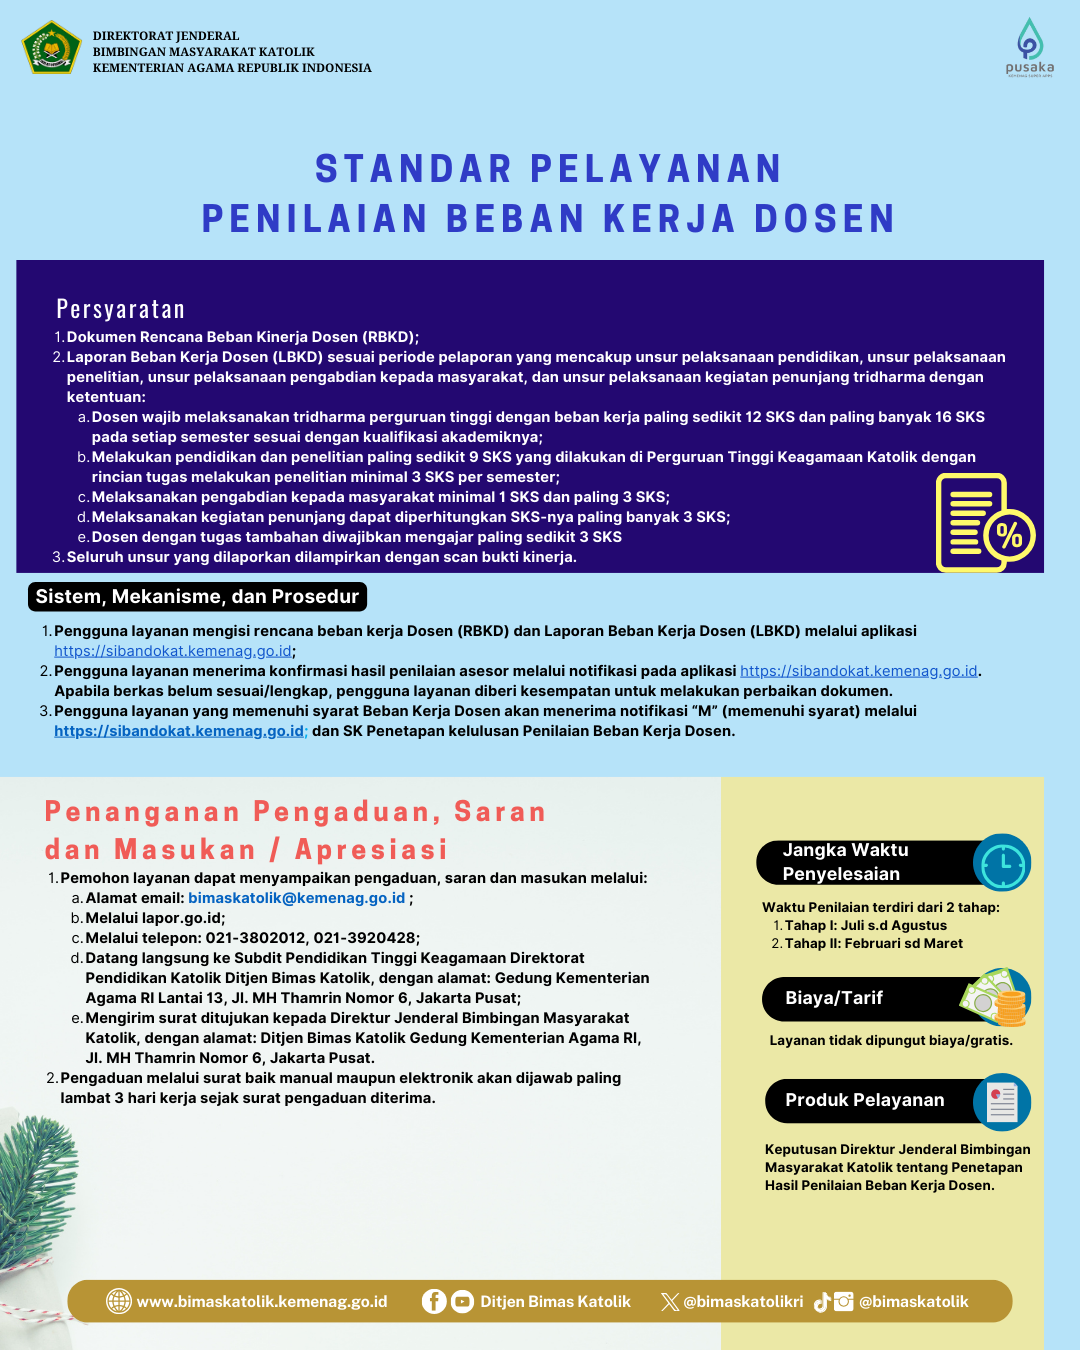 DIREKTORAT JENDERAL
BIMBINGAN MASYARAKAT KATOLIK
KEMENTERIAN AGAMA REPUBLIK INDONESIA
pusaka
KEMENAG SUPER APPS
STANDAR PELAYANAN
PENILAIAN BEBAN KERJA DOSEN
Persyaratan
1. Dokumen Rencana Beban Kinerja Dosen (RBKD);
2. Laporan Beban Kerja Dosen (LBKD) sesuai periode pelaporan yang mencakup unsur pelaksanaan pendidikan, unsur pelaksanaan
penelitian, unsur pelaksanaan pengabdian kepada masyarakat, dan unsur pelaksanaan kegiatan penunjang tridharma dengan
ketentuan:
a. Dosen wajib melaksanakan tridharma perguruan tinggi dengan beban kerja paling sedikit 12 SKS dan paling banyak 16 SKS
pada setiap semester sesuai dengan kualifikasi akademiknya;
b. Melakukan pendidikan dan penelitian paling sedikit 9 SKS yang dilakukan di Perguruan Tinggi Keagamaan Katolik dengan
rincian tugas melakukan penelitian minimal 3 SKS per semester;
c. Melaksanakan pengabdian kepada masyarakat minimal 1 SKS dan paling 3 SKS;
d. Melaksanakan kegiatan penunjang dapat diperhitungkan SKS-nya paling banyak 3 SKS;
e. Dosen dengan tugas tambahan diwajibkan mengajar paling sedikit 3 SKS
3. Seluruh unsur yang dilaporkan dilampirkan dengan scan bukti kinerja.
%
Sistem, Mekanisme, dan Prosedur
1. Pengguna layanan mengisi rencana beban kerja Dosen (RBKD) dan Laporan Beban Kerja Dosen (LBKD) melalui aplikasi
https://sibandokat.kemenag.go.id;
2. Pengguna layanan menerima konfirmasi hasil penilaian asesor melalui notifikasi pada aplikasi https://sibandokat.kemenag.go.id.
Apabila berkas belum sesuai/lengkap, pengguna layanan diberi kesempatan untuk melakukan perbaikan dokumen.
3. Pengguna layanan yang memenuhi syarat Beban Kerja Dosen akan menerima notifikasi “M” (memenuhi syarat) melalui
https://sibandokat.kemenag.go.id; dan SK Penetapan kelulusan Penilaian Beban Kerja Dosen.
Penanganan Pengaduan, Saran
dan Masukan / Apresiasi
1. Pemohon layanan dapat menyampaikan pengaduan, saran dan masukan melalui:
a. Alamat email: bimaskatolik@kemenag.go.id ;
b. Melalui lapor.go.id;
c. Melalui telepon: 021-3802012, 021-3920428;
d. Datang langsung ke Subdit Pendidikan Tinggi Keagamaan Direktorat
Pendidikan Katolik Ditjen Bimas Katolik, dengan alamat: Gedung Kementerian
Agama RI Lantai 13, Jl. MH Thamrin Nomor 6, Jakarta Pusat;
e. Mengirim surat ditujukan kepada Direktur Jenderal Bimbingan Masyarakat
Katolik, dengan alamat: Ditjen Bimas Katolik Gedung Kementerian Agama RI,
Jl. MH Thamrin Nomor 6, Jakarta Pusat.
2. Pengaduan melalui surat baik manual maupun elektronik akan dijawab paling
lambat 3 hari kerja sejak surat pengaduan diterima.
Jangka Waktu
Penyelesaian
Waktu Penilaian terdiri dari 2 tahap:
1. Tahap I: Juli s.d Agustus
2. Tahap II: Februari sd Maret
Biaya/Tarif
Layanan tidak dipungut biaya/gratis.
Produk Pelayanan
Keputusan Direktur Jenderal Bimbingan
Masyarakat Katolik tentang Penetapan
Hasil Penilaian Beban Kerja Dosen.
www.bimaskatolik.kemenag.go.id Ditjen Bimas Katolik @bimaskatolikri @bimaskatolik